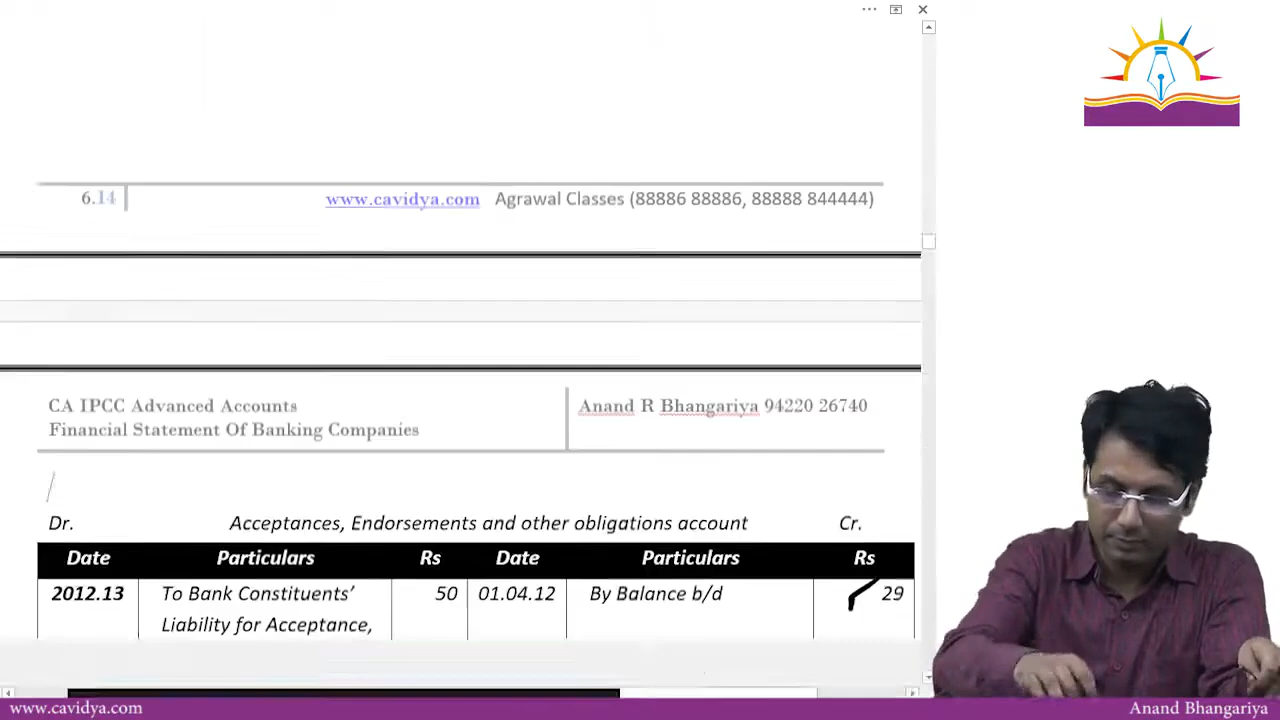 6.14
www.cavidya.com Agrawal Classes (88886 88886, 88888 844444)
CA IPCC Advanced Accounts
Financial Statement Of Banking Companies
Anand R Bhangariya 94220 26740
Dr. Acceptances, Endorsements and other obligations account Cr.
Date Particulars Rs Date Particulars Rs
2012.13 To Bank Constituents' 50 01.04.12 By Balance b/d 29
Liability for Acceptance,
www.cavidya.com Anand Bhangariya